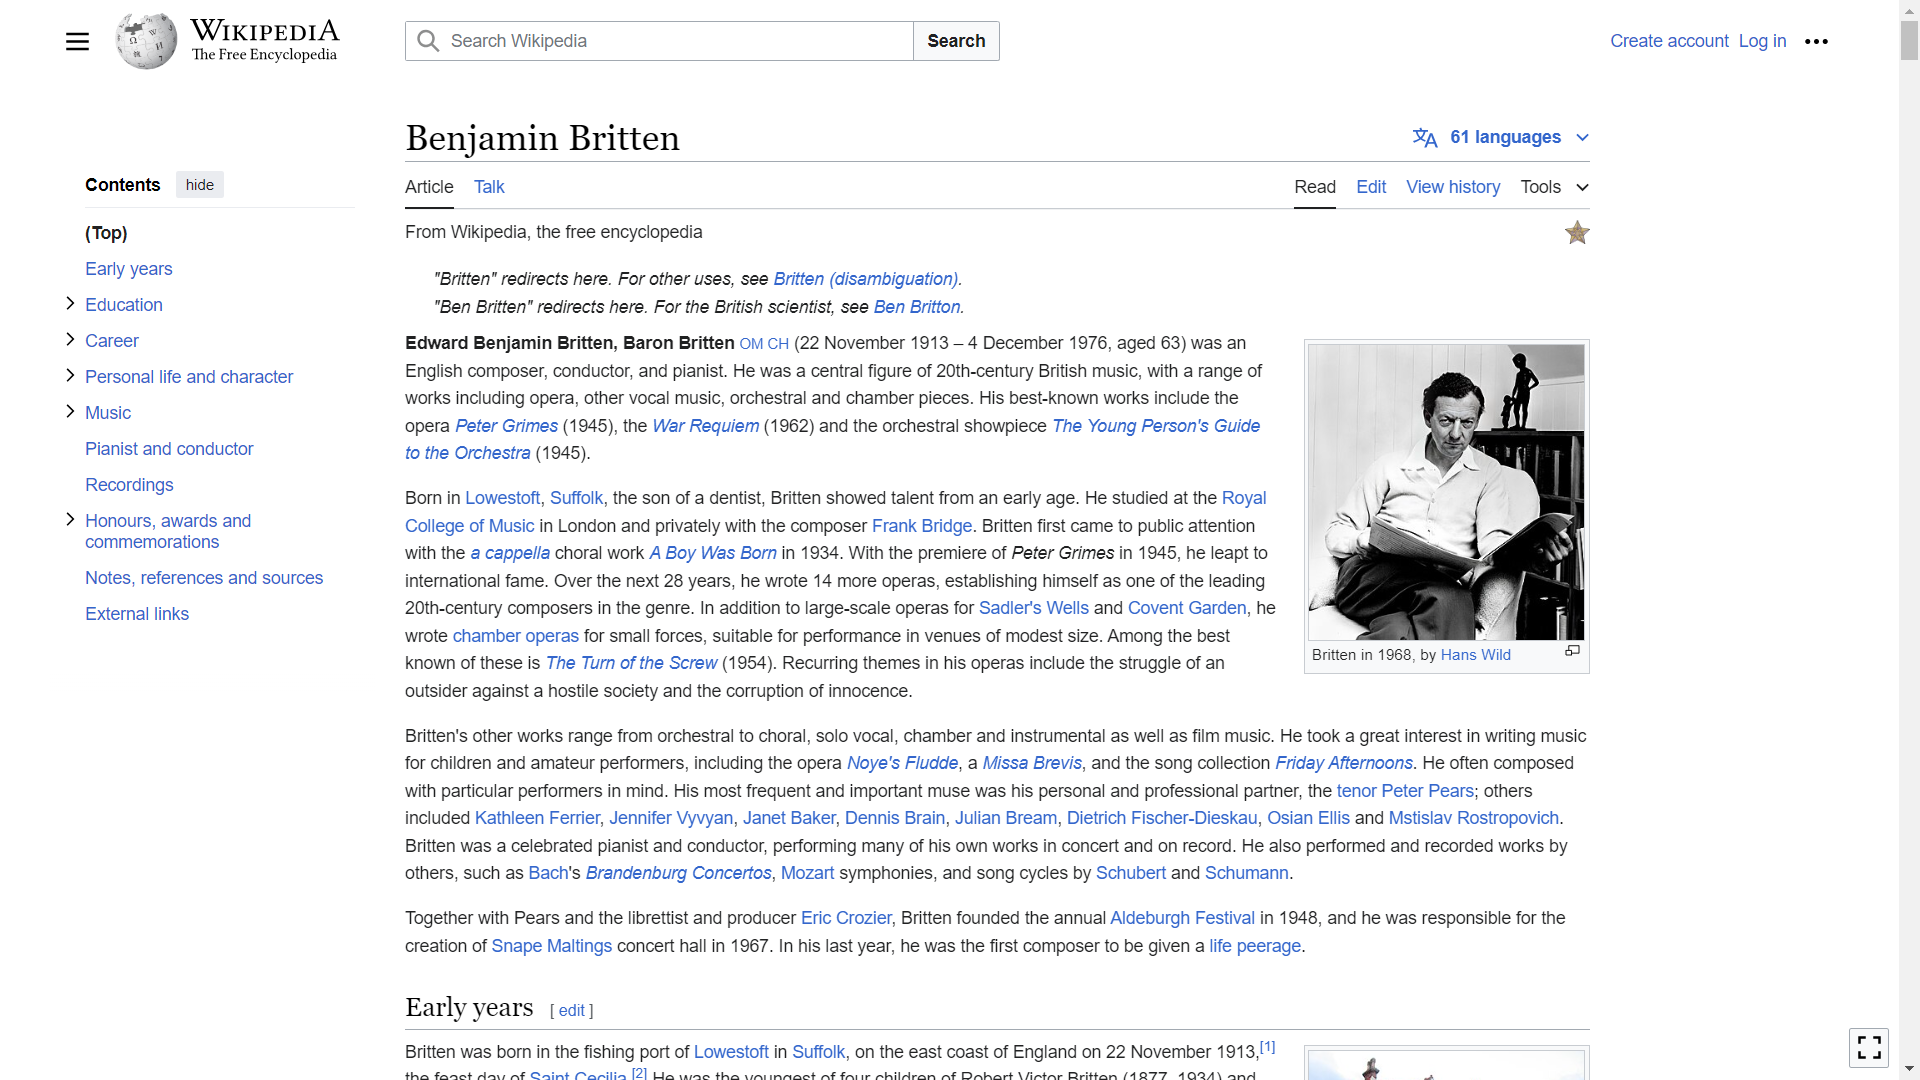 WIKIPEDIA
The Free Encyclopedia
Search Wikipedia
Search
Create account Log in
Contents hide
(Top)
Early years
Education
Career
Personal life and character
Music
Pianist and conductor
Recordings
Honours, awards and
commemorations
Notes, references and sources
External links
Benjamin Britten
61 languages
Article Talk
Read Edit View history Tools
From Wikipedia, the free encyclopedia
"Britten" redirects here. For other uses, see Britten (disambiguation).
"Ben Britten" redirects here. For the British scientist, see Ben Britton.
Edward Benjamin Britten, Baron Britten OM CH (22 November 1913 – 4 December 1976, aged 63) was an
English composer, conductor, and pianist. He was a central figure of 20th-century British music, with a range of
works including opera, other vocal music, orchestral and chamber pieces. His best-known works include the
opera Peter Grimes (1945), the War Requiem (1962) and the orchestral showpiece The Young Person's Guide
to the Orchestra (1945).
Britten in 1968, by Hans Wild
Born in Lowestoft, Suffolk, the son of a dentist, Britten showed talent from an early age. He studied at the Royal
College of Music in London and privately with the composer Frank Bridge. Britten first came to public attention
with the a cappella choral work A Boy Was Born in 1934. With the premiere of Peter Grimes in 1945, he leapt to
international fame. Over the next 28 years, he wrote 14 more operas, establishing himself as one of the leading
20th-century composers in the genre. In addition to large-scale operas for Sadler's Wells and Covent Garden, he
wrote chamber operas for small forces, suitable for performance in venues of modest size. Among the best
known of these is The Turn of the Screw (1954). Recurring themes in his operas include the struggle of an
outsider against a hostile society and the corruption of innocence.
Britten's other works range from orchestral to choral, solo vocal, chamber and instrumental as well as film music. He took a great interest in writing music
for children and amateur performers, including the opera Noye's Fludde, a Missa Brevis, and the song collection Friday Afternoons. He often composed
with particular performers in mind. His most frequent and important muse was his personal and professional partner, the tenor Peter Pears; others
included Kathleen Ferrier, Jennifer Vyvyan, Janet Baker, Dennis Brain, Julian Bream, Dietrich Fischer-Dieskau, Osian Ellis and Mstislav Rostropovich.
Britten was a celebrated pianist and conductor, performing many of his own works in concert and on record. He also performed and recorded works by
others, such as Bach's Brandenburg Concertos, Mozart symphonies, and song cycles by Schubert and Schumann.
Together with Pears and the librettist and producer Eric Crozier, Britten founded the annual Aldeburgh Festival in 1948, and he was responsible for the
creation of Snape Maltings concert hall in 1967. In his last year, he was the first composer to be given a life peerage.
Early years [ edit ]
Britten was born in the fishing port of Lowestoft in Suffolk, on the east coast of England on 22 November 1913,[1]
the feast day of Saint Cecilia.[2] He was the youngest of four children of Robert Victor Britten (1877–1934) and